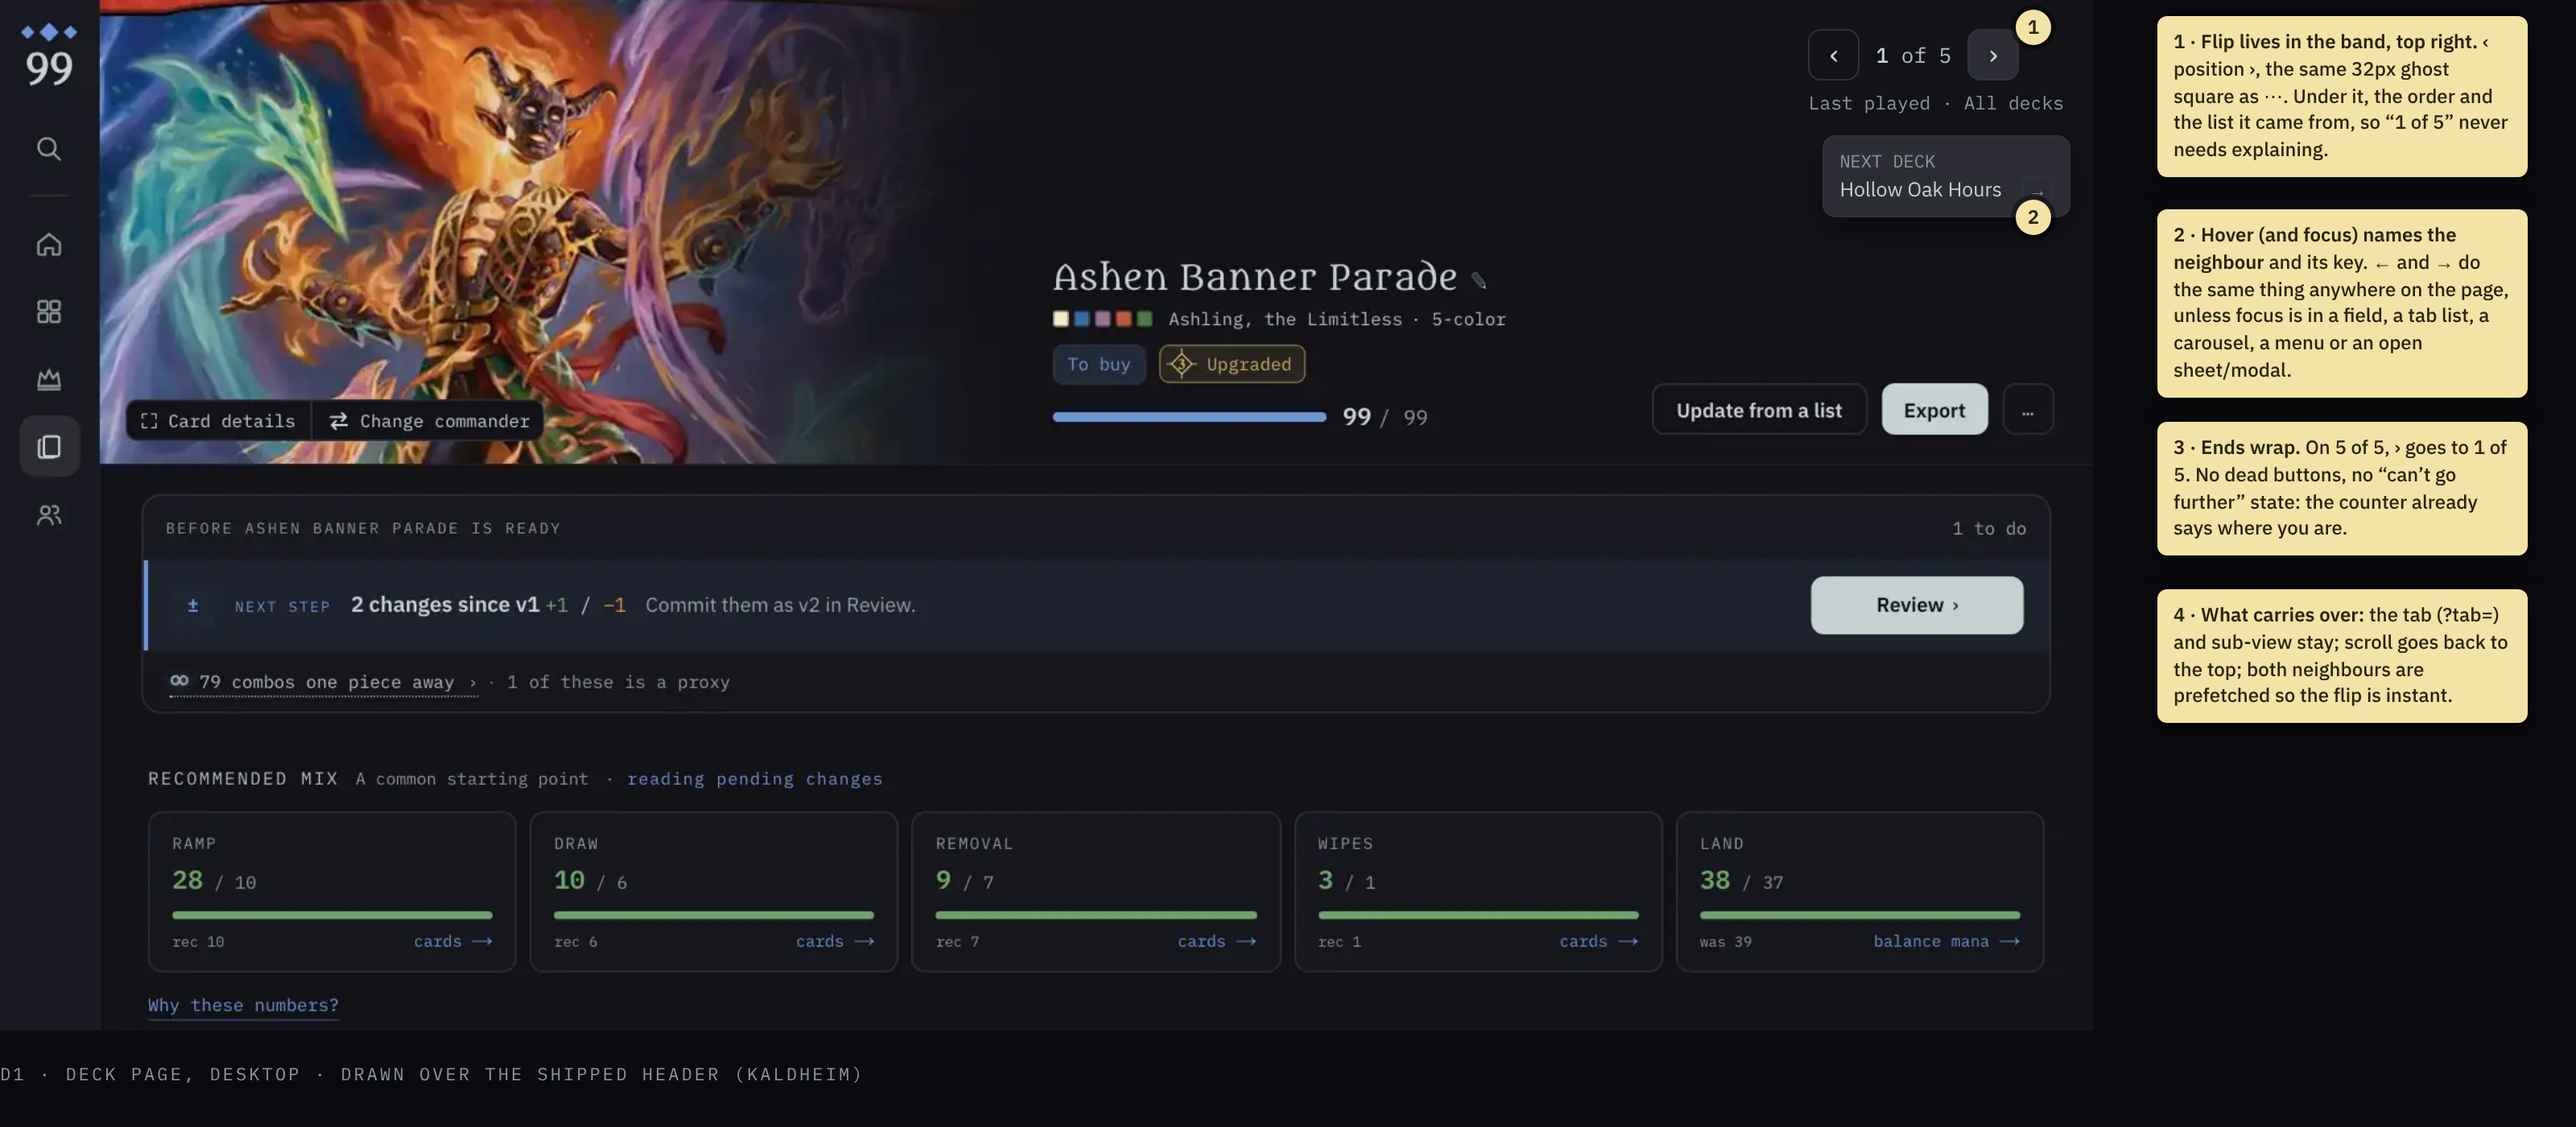 99
‹ 1 of 5 ›
1
Last played · All decks
NEXT DECK
Hollow Oak Hours →
2
Ashen Banner Parade
Ashling, the Limitless · 5-color
To buy
3 Upgraded
99 / 99
Card details
Change commander
Update from a list
Export
…
BEFORE ASHEN BANNER PARADE IS READY
1 to do
± NEXT STEP 2 changes since v1 +1 / −1 Commit them as v2 in Review.
Review ›
∞ 79 combos one piece away › · 1 of these is a proxy
RECOMMENDED MIX A common starting point · reading pending changes
RAMP
28 / 10
rec 10
cards →
DRAW
10 / 6
rec 6
cards →
REMOVAL
9 / 7
rec 7
cards →
WIPES
3 / 1
rec 1
cards →
LAND
38 / 37
was 39
balance mana →
Why these numbers?
D1 · DECK PAGE, DESKTOP · DRAWN OVER THE SHIPPED HEADER (KALDHEIM)
1 · Flip lives in the band, top right. ‹
position ›, the same 32px ghost
square as ···. Under it, the order and
the list it came from, so “1 of 5” never
needs explaining.
2 · Hover (and focus) names the
neighbour and its key. ← and → do
the same thing anywhere on the page,
unless focus is in a field, a tab list, a
carousel, a menu or an open
sheet/modal.
3 · Ends wrap. On 5 of 5, › goes to 1 of
5. No dead buttons, no “can’t go
further” state: the counter already
says where you are.
4 · What carries over: the tab (?tab=)
and sub-view stay; scroll goes back to
the top; both neighbours are
prefetched so the flip is instant.